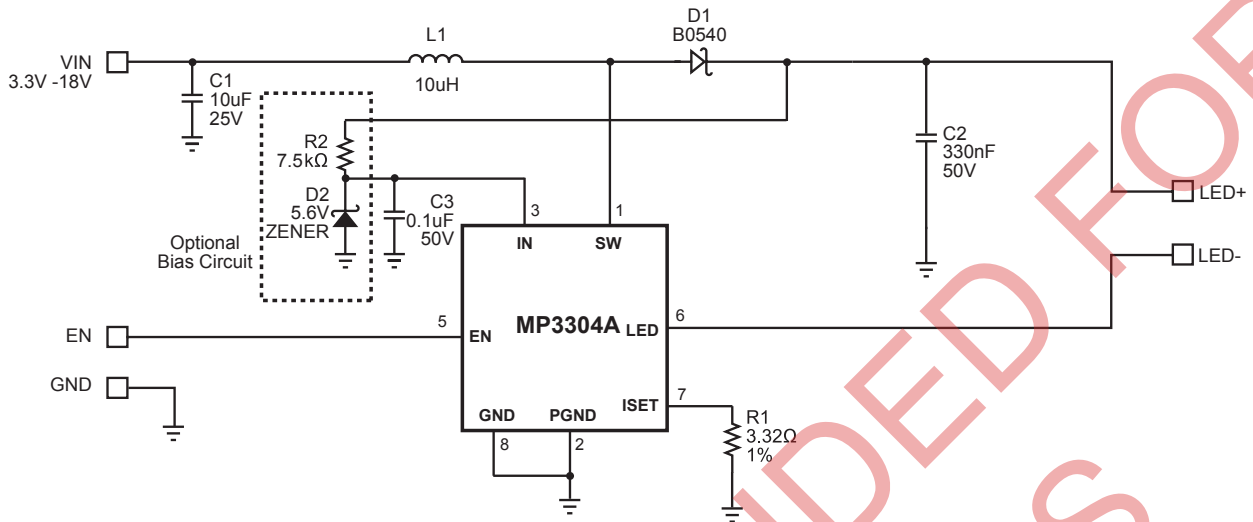 D1
B0540
L1
VIN
3.3V -18V
10uH
C1
10uF
25V
R2
7.5kΩ
C2
330nF
50V
D2
5.6V
ZENER
C3
0.1uF
50V
LED+
3
1
IN
SW
Optional
Bias Circuit
LED-
EN
5
EN
MP3304A
LED
6
GND
ISET
7
GND
PGND
8
2
R1
3.32Ω
1%
NDED FOR
S